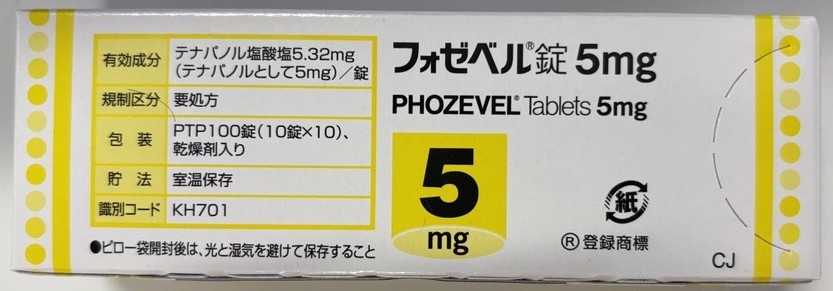 有効成分 テナパノル塩酸塩5.32mg
(テナパノルとして5mg)/錠
規制区分 要処方
包装 PTP100錠(10錠×10)、
乾燥剤入り
貯法 室温保存
識別コード KH701
●ピロー袋開封後は、光と湿気を避けて保存すること
フォゼベル®錠 5mg
PHOZEVEL® Tablets 5mg
5
mg
紙
®登録商標
CJ